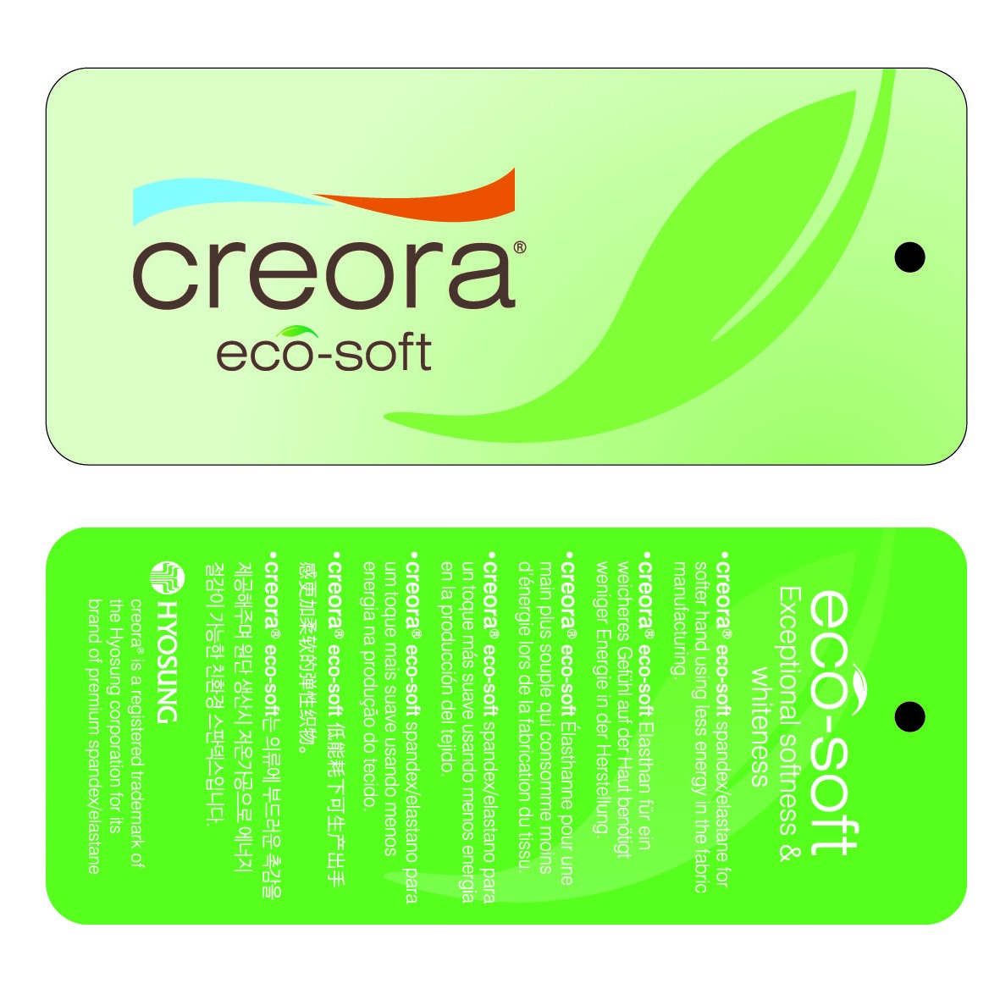 creora®
eco-soft
eco-soft
Exceptional softness &
whiteness
•creora® eco-soft spandex/elastane for
softer hand using less energy in the fabric
manufacturing.
•creora® eco-soft Elasthan für ein
weicheres Gefühl auf der Haut benötigt
weniger Energie in der Herstellung.
•creora® eco-soft Élasthanne pour une
main plus souple qui consomme moins
d'énergie lors de la fabrication du tissu.
•creora® eco-soft spandex/elastano para
un toque más suave usando menos energia
en la producción del tejido.
•creora® eco-soft spandex/elastano para
um toque mais suave usando menos
energia na produção do tecido.
•creora® eco-soft 低能耗下可生产出手
感更加柔软的弹性织物。
•creora® eco-soft는 의류에 부드러운 촉감을
제공해주며 원단 생산시 저온가공으로 에너지
절감이 가능한 친환경 스판덱스입니다.
HYOSUNG
creora® is a registered trademark of
the Hyosung corporation for its
brand of premium spandex/elastane